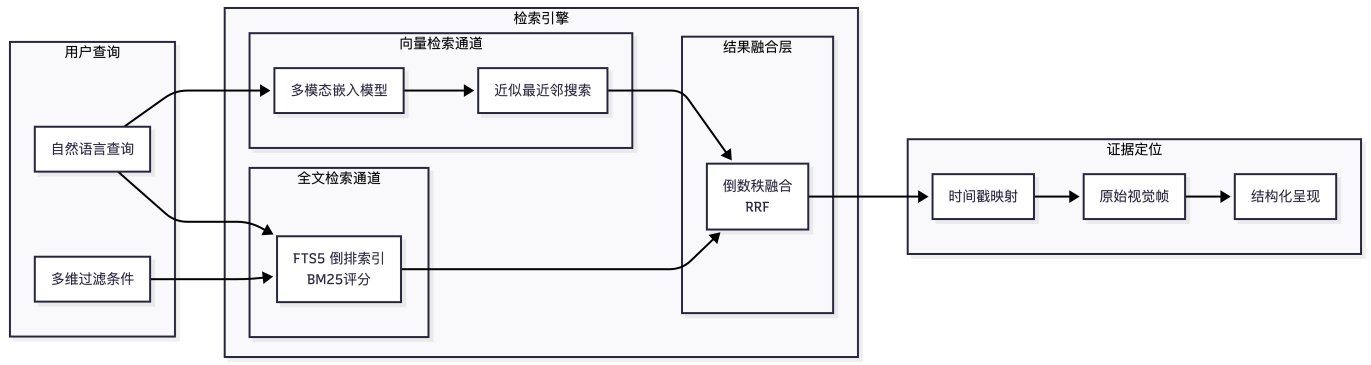 用户查询
自然语言查询
多维过滤条件
检索引擎
向量检索通道
多模态嵌入模型
近似最近邻搜索
全文检索通道
FTS5 倒排索引
BM25评分
结果融合层
倒数秩融合
RRF
证据定位
时间戳映射
原始视觉帧
结构化呈现